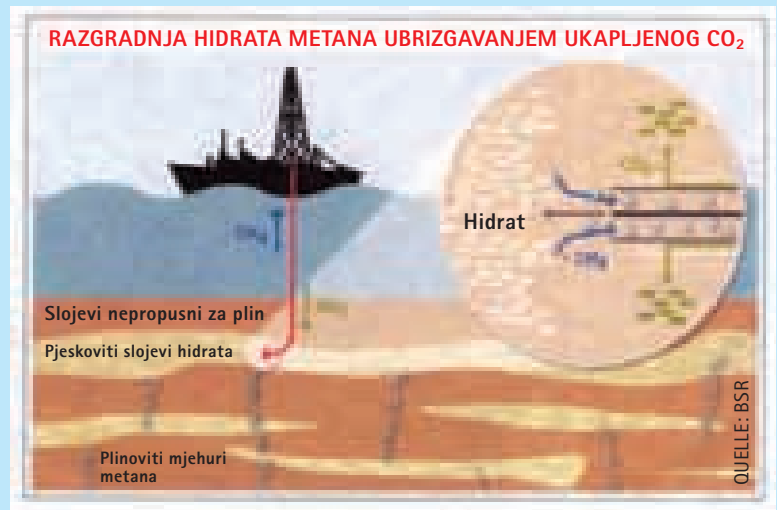 RAZGRADNJA HIDRATA METANA UBRIZGAVANJEM UKAPLJENOG CO₂
Hidrat
Slojevi nepropusni za plin
Pjeskoviti slojevi hidrata
Plinoviti mjehuri
metana
QUELLE: BSR